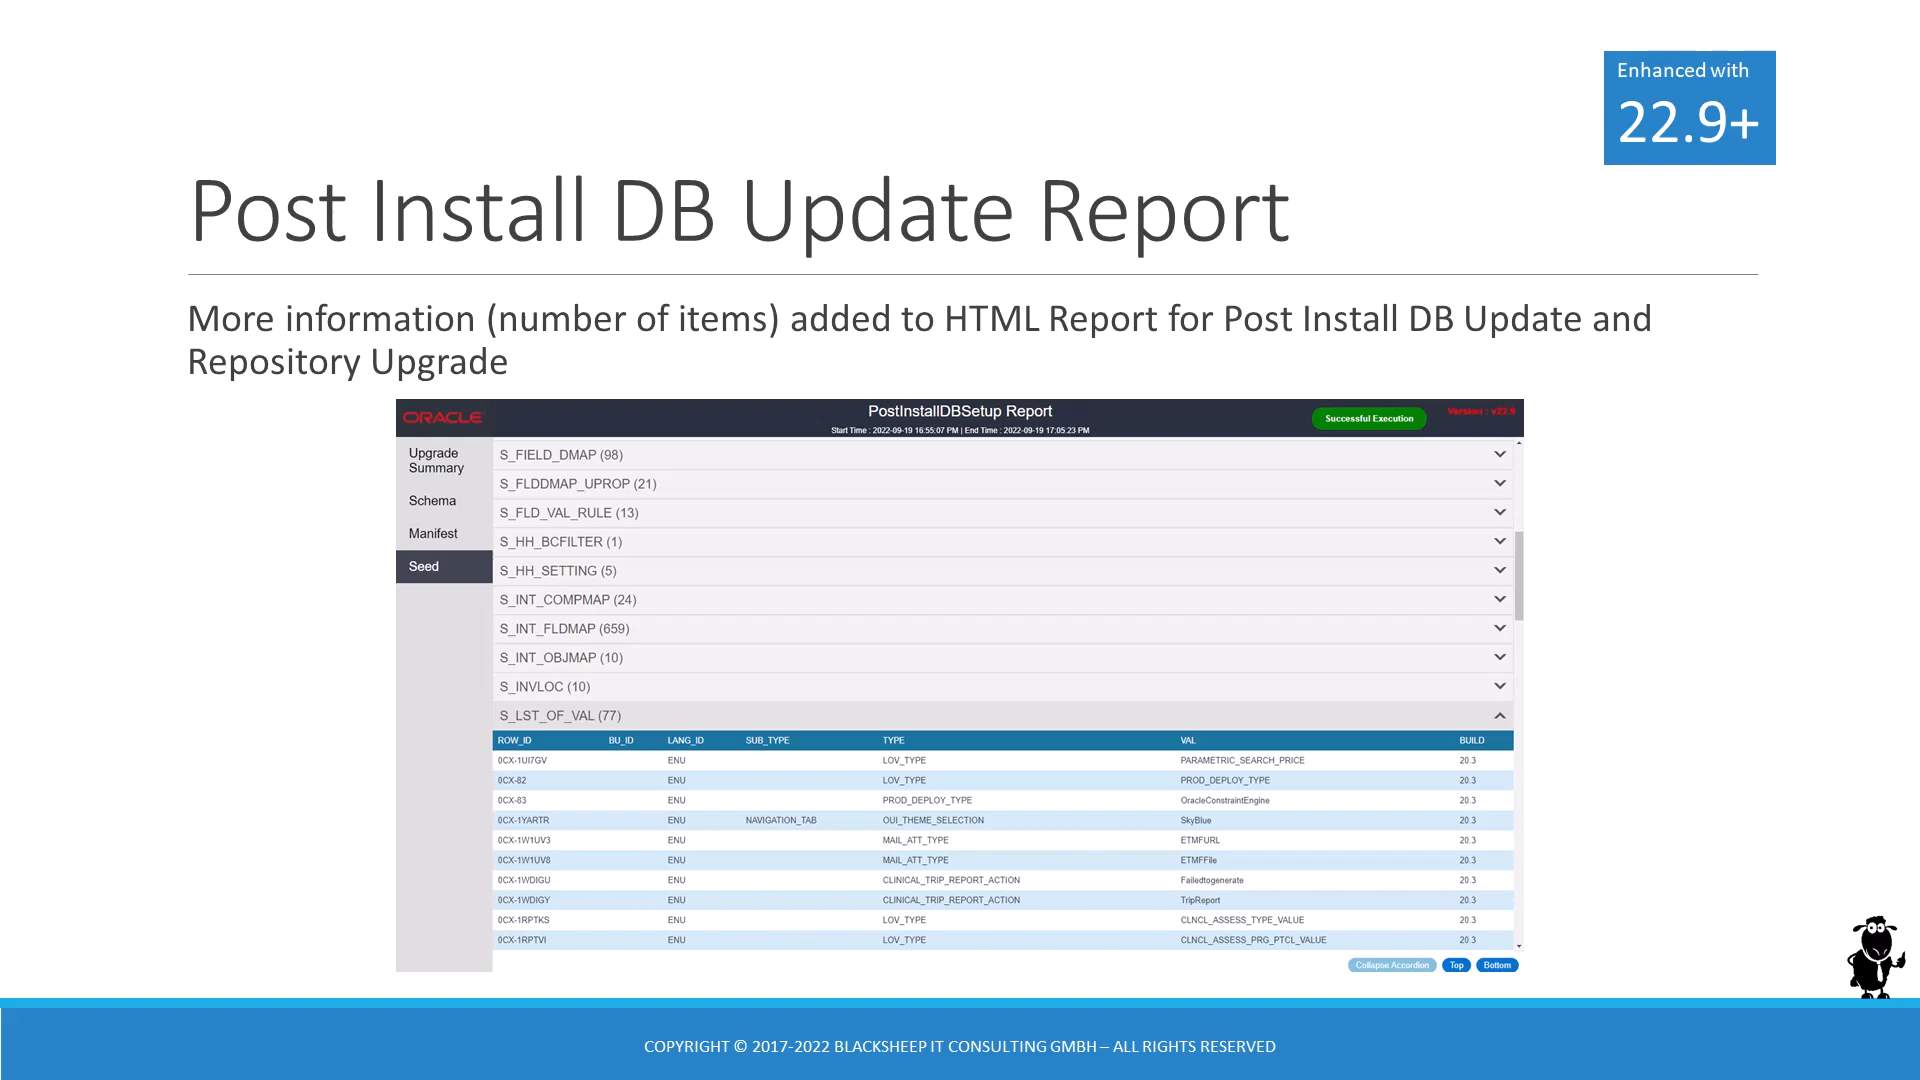 Enhanced with
22.9+
Post Install DB Update Report
More information (number of items) added to HTML Report for Post Install DB Update and
Repository Upgrade
ORACLE
PostInstallDBSetup Report
Start Time : 2022-09-19 16:55:07 PM | End Time : 2022-09-19 17:05:23 PM
Successful Execution
Version : v22.9
Upgrade
Summary
Schema
Manifest
Seed
S_FIELD_DMAP (98)
S_FLDDMAP_UPROP (21)
S_FLD_VAL_RULE (13)
S_HH_BCFILTER (1)
S_HH_SETTING (5)
S_INT_COMPMAP (24)
S_INT_FLDMAP (659)
S_INT_OBJMAP (10)
S_INVLOC (10)
S_LST_OF_VAL (77)
ROW_ID BU_ID LANG_ID SUB_TYPE TYPE VAL BUILD
0CX-1UI7GV ENU LOV_TYPE PARAMETRIC_SEARCH_PRICE 20.3
0CX-82 ENU LOV_TYPE PROD_DEPLOY_TYPE 20.3
0CX-83 ENU PROD_DEPLOY_TYPE OracleConstraintEngine 20.3
0CX-1YARTR ENU NAVIGATION_TAB OUI_THEME_SELECTION SkyBlue 20.3
0CX-1W1UV3 ENU MAIL_ATT_TYPE ETMFURL 20.3
0CX-1W1UV8 ENU MAIL_ATT_TYPE ETMFFile 20.3
0CX-1WDIGU ENU CLINICAL_TRIP_REPORT_ACTION Failedtogenerate 20.3
0CX-1WDIGY ENU CLINICAL_TRIP_REPORT_ACTION TripReport 20.3
0CX-1RPTKS ENU LOV_TYPE CLNCL_ASSESS_TYPE_VALUE 20.3
0CX-1RPTVI ENU LOV_TYPE CLNCL_ASSESS_PRG_PTCL_VALUE 20.3
Collapse Accordion Top Bottom
COPYRIGHT © 2017-2022 BLACKSHEEP IT CONSULTING GMBH – ALL RIGHTS RESERVED